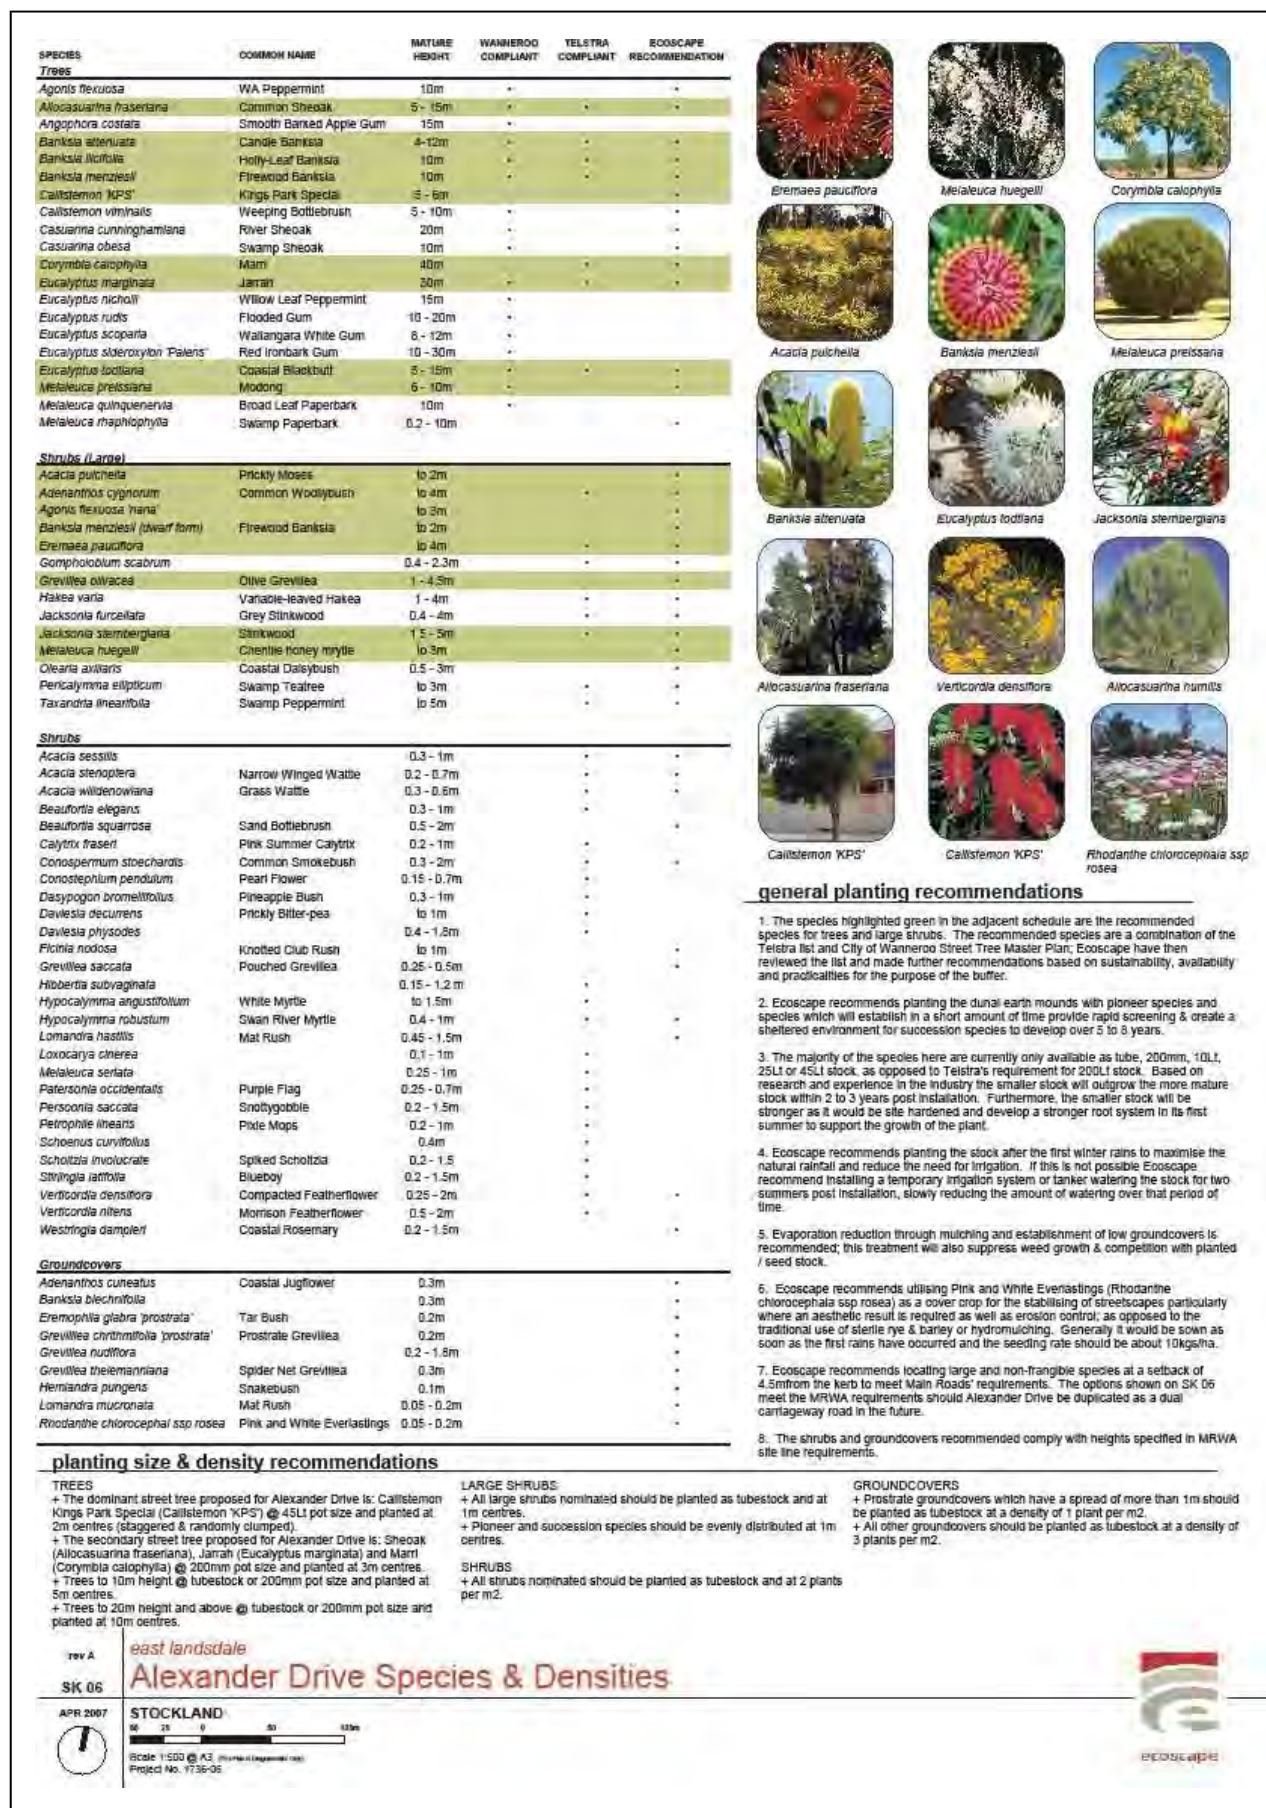 SPECIES COMMON NAME MATURE HEIGHT WANNEROO COMPLIANT TELSTRA COMPLIANT ECOSCAPE RECOMMENDATION
Trees
Agonis flexuosa WA Peppermint 10m • •
Allocasuarina fraseriana Common Sheoak 5 - 15m • • •
Angophora costata Smooth Barked Apple Gum 15m •
Banksia attenuata Candle Banksia 4-12m • • •
Banksia ilicifolia Holly-Leaf Banksia 10m • • •
Banksia menziesii Firewood Banksia 10m • • •
Callistemon 'KPS' Kings Park Special 5 - 6m •
Callistemon viminalis Weeping Bottlebrush 5 - 10m • •
Casuarina cunninghamiana River Sheoak 20m • •
Casuarina obesa Swamp Sheoak 10m • •
Corymbia calophylla Marri 40m • •
Eucalyptus marginata Jarrah 30m • • •
Eucalyptus nicholli Willow Leaf Peppermint 15m •
Eucalyptus rudis Flooded Gum 10 - 20m •
Eucalyptus scoparia Wallangara White Gum 8 - 12m •
Eucalyptus sideroxylon 'Palens' Red Ironbark Gum 10 - 30m •
Eucalyptus todtiana Coastal Blackbutt 5 - 15m • • •
Melaleuca preissiana Modong 6 - 10m • •
Melaleuca quinquenervia Broad Leaf Paperbark 10m •
Melaleuca rhaphiophylla Swamp Paperbark 0.2 - 10m •
Shrubs (Large)
Acacia pulchella Prickly Moses to 2m •
Adenanthos cygnorum Common Woollybush to 4m • •
Agonis flexuosa 'nana' to 3m •
Banksia menziesii (dwarf form) Firewood Banksia to 2m •
Eremaea pauciflora to 4m • •
Gompholobium scabrum 0.4 - 2.3m • •
Grevillea olivacea Olive Grevillea 1 - 4.5m •
Hakea varia Variable-leaved Hakea 1 - 4m • •
Jacksonia furcellata Grey Stinkwood 0.4 - 4m • •
Jacksonia sternbergiana Stinkwood 1.5 - 5m • •
Melaleuca huegelii Chenille honey mrytle to 3m •
Olearia axillaris Coastal Daisybush 0.5 - 3m •
Pericalymma ellipticum Swamp Teatree to 3m • •
Taxandria linearifolia Swamp Peppermint to 5m • •
Shrubs
Acacia sessilis 0.3 - 1m • •
Acacia stenoptera Narrow Winged Wattle 0.2 - 0.7m • •
Acacia willdenowiana Grass Wattle 0.3 - 0.6m • •
Beaufortia elegans 0.3 - 1m •
Beaufortia squarrosa Sand Bottlebrush 0.5 - 2m •
Calytrix fraseri Pink Summer Calytrix 0.2 - 1m •
Conospermum stoechardis Common Smokebush 0.3 - 2m • •
Conostephium pendulum Pearl Flower 0.15 - 0.7m •
Dasypogon bromeliifolius Pineapple Bush 0.3 - 1m •
Daviesia decurrens Prickly Bitter-pea to 1m •
Daviesia physodes 0.4 - 1.8m •
Ficinia nodosa Knotted Club Rush to 1m •
Grevillea saccata Pouched Grevillea 0.25 - 0.5m •
Hibbertia subvaginata 0.15 - 1.2 m •
Hypocalymma angustifolium White Myrtle to 1.5m •
Hypocalymma robustum Swan River Myrtle 0.4 - 1m • •
Lomandra hastilis Mat Rush 0.45 - 1.5m •
Loxocarya cinerea 0.1 - 1m •
Melaleuca seriata 0.25 - 1m •
Patersonia occidentalis Purple Flag 0.25 - 0.7m •
Persoonia saccata Snottygobble 0.2 - 1.5m •
Petrophile linearis Pixie Mops 0.2 - 1m •
Schoenus curvifolius 0.4m •
Scholtzia involucrate Spiked Scholtzia 0.2 - 1.5 •
Stirlingia latifolia Blueboy 0.2 - 1.5m •
Verticordia densiflora Compacted Featherflower 0.25 - 2m • •
Verticordia nitens Morrison Featherflower 0.5 - 2m •
Westringia dampieri Coastal Rosemary 0.2 - 1.5m •
Groundcovers
Adenanthos cuneatus Coastal Jugflower 0.3m •
Banksia blechnifolia 0.3m •
Eremophila glabra 'prostrata' Tar Bush 0.2m •
Grevilllea chrithmifolia 'prostrata' Prostrate Grevillea 0.2m •
Grevillea nudiflora 0.2 - 1.8m •
Grevillea thelemanniana Spider Net Grevillea 0.3m •
Hemiandra pungens Snakebush 0.1m •
Lomandra mucronata Mat Rush 0.05 - 0.2m •
Rhodanthe chlorocephal ssp rosea Pink and White Everlastings 0.05 - 0.2m •
Eremaea pauciflora Melaleuca huegelii Corymbia calophylla
Acacia pulchella Banksia menziesii Melaleuca preissana
Banksia attenuata Eucalyptus todtiana Jacksonia sternbergiana
Allocasuarina fraseriana Verticordia densiflora Allocasuarina humilis
Callistemon 'KPS' Callistemon 'KPS' Rhodanthe chlorocephala ssp
rosea
general planting recommendations
1. The species highlighted green in the adjacent schedule are the recommended
species for trees and large shrubs. The recommended species are a combination of the
Telstra list and City of Wanneroo Street Tree Master Plan; Ecoscape have then
reviewed the list and made further recommendations based on sustainability, availability
and practicalities for the purpose of the buffer.
2. Ecoscape recommends planting the dunal earth mounds with pioneer species and
species which will establish in a short amount of time provide rapid screening & create a
sheltered environment for succession species to develop over 5 to 8 years.
3. The majority of the species here are currently only available as tube, 200mm, 10Lt,
25Lt or 45Lt stock, as opposed to Telstra's requirement for 200Lt stock. Based on
research and experience in the industry the smaller stock will outgrow the more mature
stock within 2 to 3 years post installation. Furthermore, the smaller stock will be
stronger as it would be site hardened and develop a stronger root system in its first
summer to support the growth of the plant.
4. Ecoscape recommends planting the stock after the first winter rains to maximise the
natural rainfall and reduce the need for irrigation. If this is not possible Ecoscape
recommend installing a temporary irrigation system or tanker watering the stock for two
summers post installation, slowly reducing the amount of watering over that period of
time.
5. Evaporation reduction through mulching and establishment of low groundcovers is
recommended; this treatment will also suppress weed growth & competition with planted
/ seed stock.
6. Ecoscape recommends utilising Pink and White Everlastings (Rhodanthe
chlorocephala ssp rosea) as a cover crop for the stabilising of streetscapes particularly
where an aesthetic result is required as well as erosion control; as opposed to the
traditional use of sterile rye & barley or hydromulching. Generally it would be sown as
soon as the first rains have occurred and the seeding rate should be about 10kgs/ha.
7. Ecoscape recommends locating large and non-frangible species at a setback of
4.5mfrom the kerb to meet Main Roads' requirements. The options shown on SK 06
meet the MRWA requirements should Alexander Drive be duplicated as a dual
carriageway road in the future.
8. The shrubs and groundcovers recommended comply with heights specified in MRWA
site line requirements.
planting size & density recommendations
TREES
+ The dominant street tree proposed for Alexander Drive is: Callistemon
Kings Park Special (Callistemon 'KPS') @ 45Lt pot size and planted at
2m centres (staggered & randomly clumped).
+ The secondary street tree proposed for Alexander Drive is: Sheoak
(Allocasuarina fraseriana), Jarrah (Eucalyptus marginata) and Marri
(Corymbia calophylla) @ 200mm pot size and planted at 3m centres.
+ Trees to 10m height @ tubestock or 200mm pot size and planted at
5m centres.
+ Trees to 20m height and above @ tubestock or 200mm pot size and
planted at 10m centres.
LARGE SHRUBS
+ All large shrubs nominated should be planted as tubestock and at
1m centres.
+ Pioneer and succession species should be evenly distributed at 1m
centres.
SHRUBS
+ All shrubs nominated should be planted as tubestock and at 2 plants
per m2.
GROUNDCOVERS
+ Prostrate groundcovers which have a spread of more than 1m should
be planted as tubestock at a density of 1 plant per m2.
+ All other groundcovers should be planted as tubestock at a density of
3 plants per m2.
rev A
SK 06
east landsdale
Alexander Drive Species & Densities
APR 2007
STOCKLAND
50 25 0 50 125m
Scale 1:500 @ A3
Project No. 1736-06
ecoscape